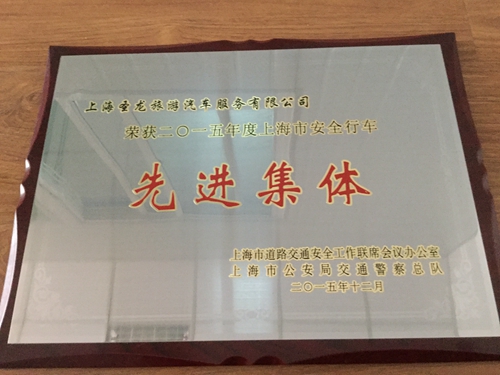 上海圣龙旅游汽车服务有限公司
荣获二〇一五年度上海市安全行车
先进集体
上海市道路交通安全工作联席会议办公室
上海市公安局交通警察总队
二〇一五年十二月